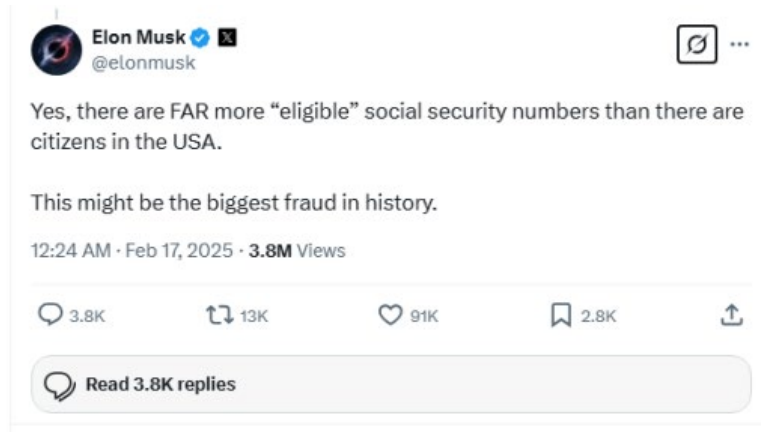 Elon Musk
@elonmusk
Yes, there are FAR more “eligible” social security numbers than there are
citizens in the USA.
This might be the biggest fraud in history.
12:24 AM · Feb 17, 2025 · 3.8M Views
3.8K 13K 91K 2.8K
Read 3.8K replies